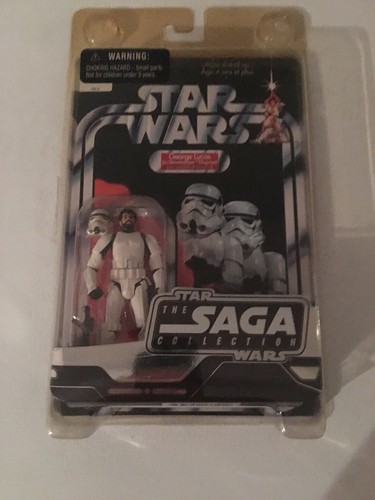 WARNING:
CHOKING HAZARD - Small parts
Not for children under 3 years.
STAR
WARS
George Lucas
STAR
THE SAGA
COLLECTION
WARS